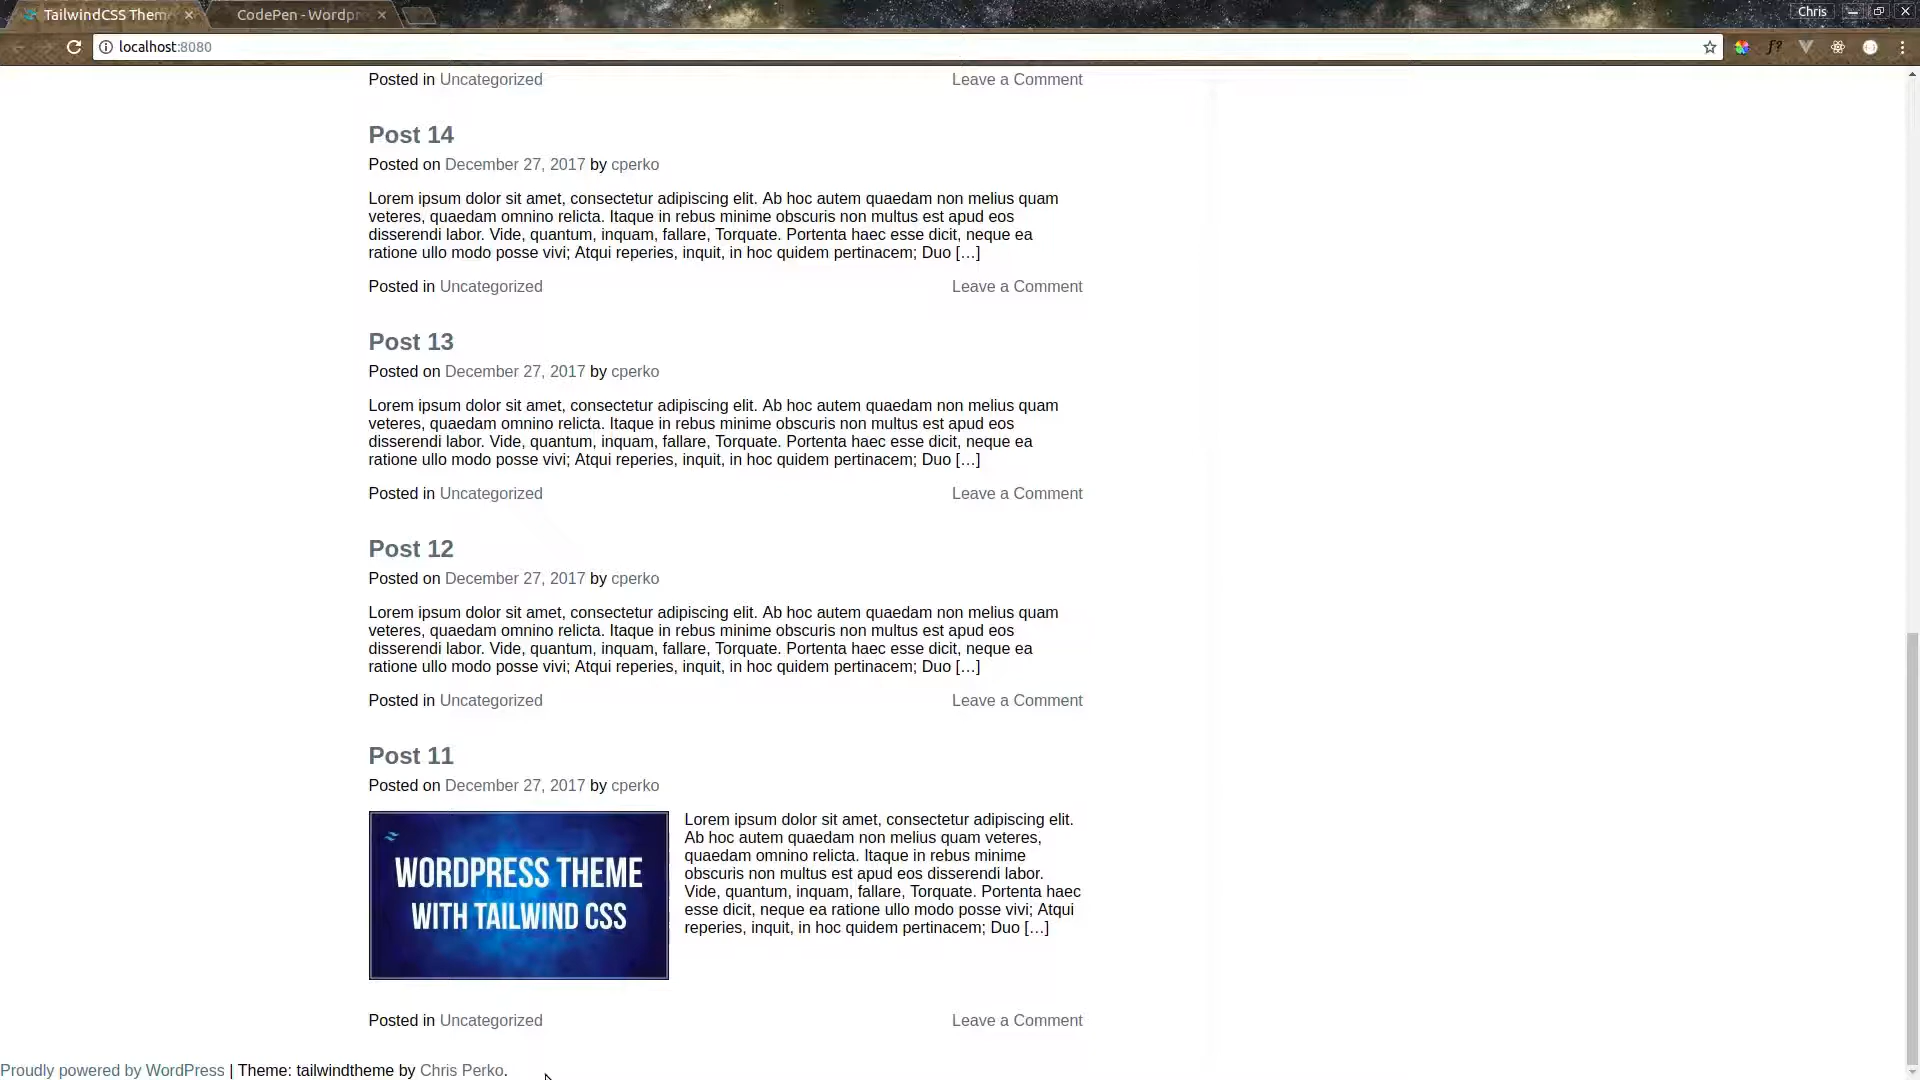 TailwindCSS Them
CodePen - Wordpr
Chris
localhost:8080
f?
Posted in Uncategorized Leave a Comment
Post 14
Posted on December 27, 2017 by cperko
Lorem ipsum dolor sit amet, consectetur adipiscing elit. Ab hoc autem quaedam non melius quam
veteres, quaedam omnino relicta. Itaque in rebus minime obscuris non multus est apud eos
disserendi labor. Vide, quantum, inquam, fallare, Torquate. Portenta haec esse dicit, neque ea
ratione ullo modo posse vivi; Atqui reperies, inquit, in hoc quidem pertinacem; Duo […]
Posted in Uncategorized Leave a Comment
Post 13
Posted on December 27, 2017 by cperko
Lorem ipsum dolor sit amet, consectetur adipiscing elit. Ab hoc autem quaedam non melius quam
veteres, quaedam omnino relicta. Itaque in rebus minime obscuris non multus est apud eos
disserendi labor. Vide, quantum, inquam, fallare, Torquate. Portenta haec esse dicit, neque ea
ratione ullo modo posse vivi; Atqui reperies, inquit, in hoc quidem pertinacem; Duo […]
Posted in Uncategorized Leave a Comment
Post 12
Posted on December 27, 2017 by cperko
Lorem ipsum dolor sit amet, consectetur adipiscing elit. Ab hoc autem quaedam non melius quam
veteres, quaedam omnino relicta. Itaque in rebus minime obscuris non multus est apud eos
disserendi labor. Vide, quantum, inquam, fallare, Torquate. Portenta haec esse dicit, neque ea
ratione ullo modo posse vivi; Atqui reperies, inquit, in hoc quidem pertinacem; Duo […]
Posted in Uncategorized Leave a Comment
Post 11
Posted on December 27, 2017 by cperko
WORDPRESS THEME
WITH TAILWIND CSS
Lorem ipsum dolor sit amet, consectetur adipiscing elit.
Ab hoc autem quaedam non melius quam veteres,
quaedam omnino relicta. Itaque in rebus minime
obscuris non multus est apud eos disserendi labor.
Vide, quantum, inquam, fallare, Torquate. Portenta haec
esse dicit, neque ea ratione ullo modo posse vivi; Atqui
reperies, inquit, in hoc quidem pertinacem; Duo […]
Posted in Uncategorized Leave a Comment
Proudly powered by WordPress | Theme: tailwindtheme by Chris Perko.